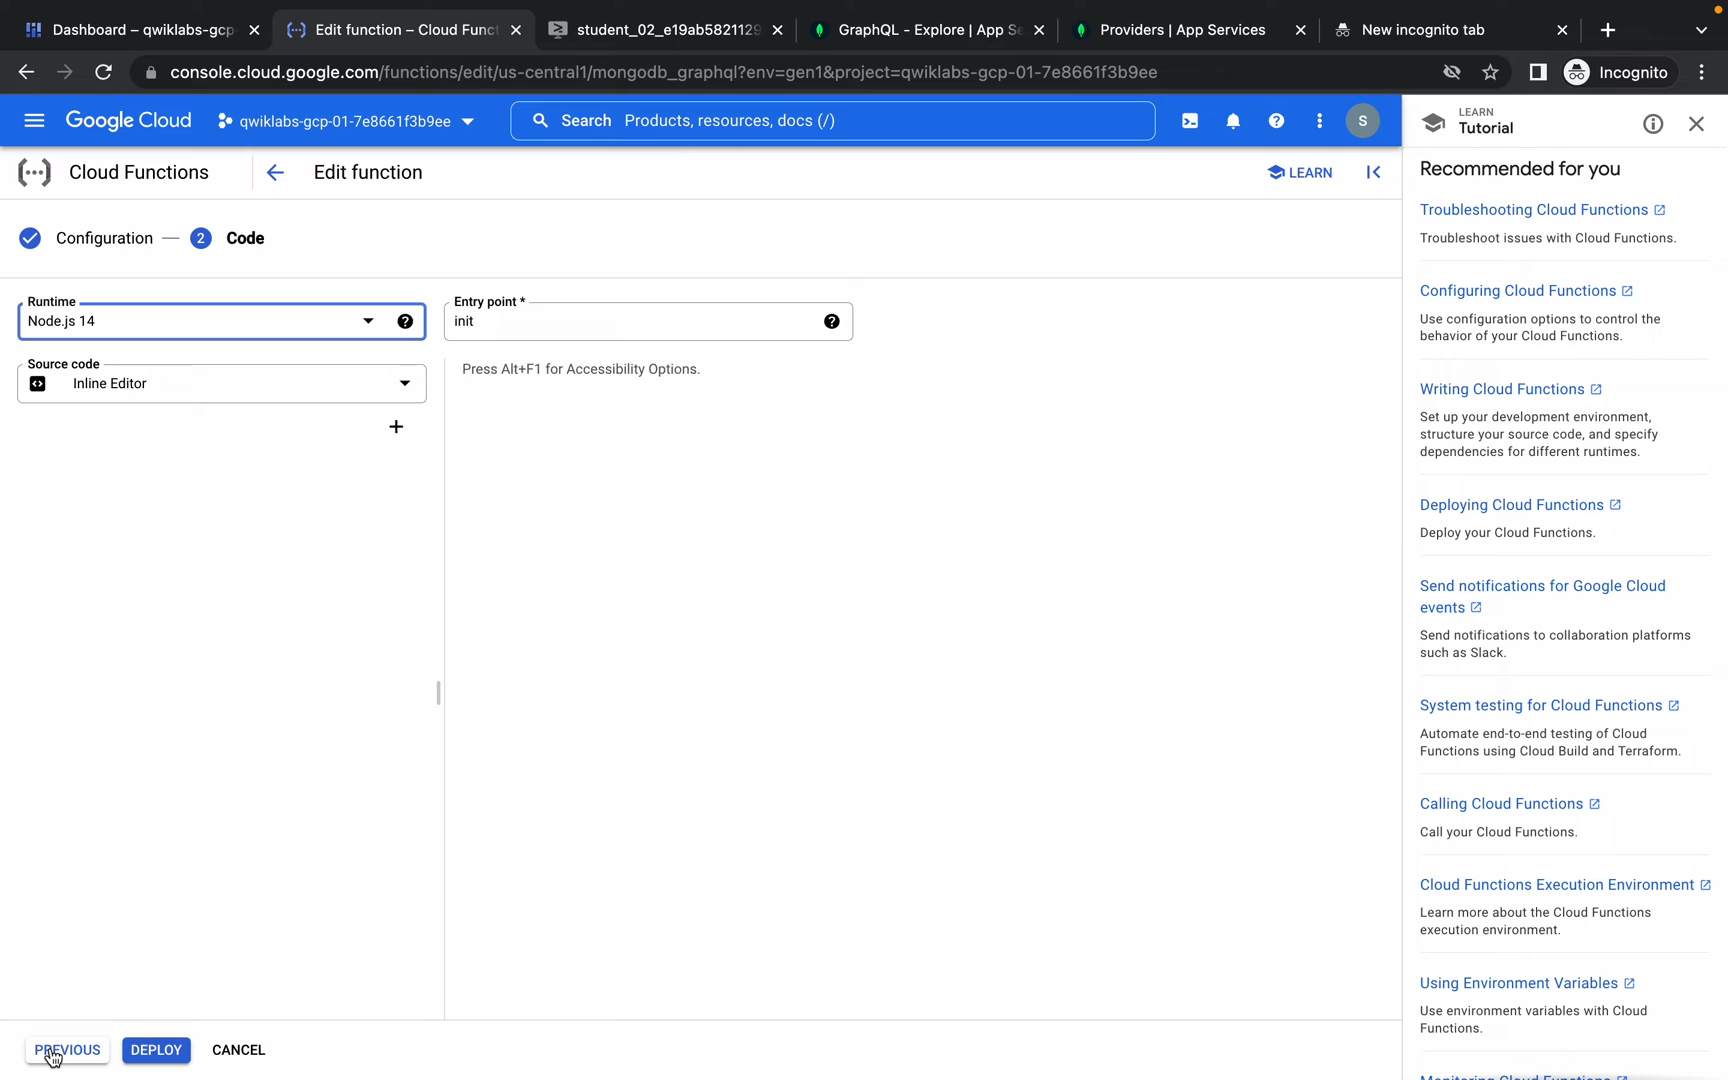 Dashboard – qwiklabs-gcp-
Edit function – Cloud Funct
student_02_e19ab5821129
GraphQL - Explore | App Se
Providers | App Services
New incognito tab
console.cloud.google.com/functions/edit/us-central1/mongodb_graphql?env=gen1&project=qwiklabs-gcp-01-7e8661f3b9ee
Incognito
Google Cloud
qwiklabs-gcp-01-7e8661f3b9ee
Search Products, resources, docs (/)
S
LEARN
Tutorial
Cloud Functions
Edit function
LEARN
Recommended for you
Configuration — 2 Code
Runtime
Node.js 14
Entry point *
init
Source code
Inline Editor
Press Alt+F1 for Accessibility Options.
Troubleshooting Cloud Functions
Troubleshoot issues with Cloud Functions.
Configuring Cloud Functions
Use configuration options to control the
behavior of your Cloud Functions.
Writing Cloud Functions
Set up your development environment,
structure your source code, and specify
dependencies for different runtimes.
Deploying Cloud Functions
Deploy your Cloud Functions.
Send notifications for Google Cloud
events
Send notifications to collaboration platforms
such as Slack.
System testing for Cloud Functions
Automate end-to-end testing of Cloud
Functions using Cloud Build and Terraform.
Calling Cloud Functions
Call your Cloud Functions.
Cloud Functions Execution Environment
Learn more about the Cloud Functions
execution environment.
Using Environment Variables
Use environment variables with Cloud
Functions.
Monitoring Cloud Functions
PREVIOUS
DEPLOY
CANCEL